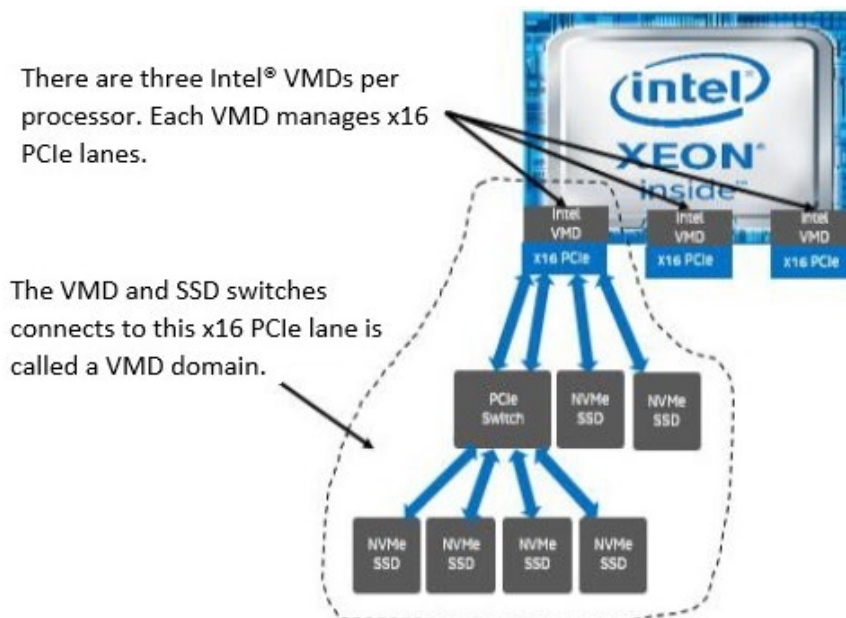 There are three Intel® VMDs per
processor. Each VMD manages x16
PCIe lanes.
intel
XEON®
inside™
Intel
VMD
x16 PCIe
Intel
VMD
x16 PCIe
Intel
VMD
x16 PCIe
The VMD and SSD switches
connects to this x16 PCIe lane is
called a VMD domain.
PCIe
Switch
NVMe
SSD
NVMe
SSD
NVMe
SSD
NVMe
SSD
NVMe
SSD
NVMe
SSD